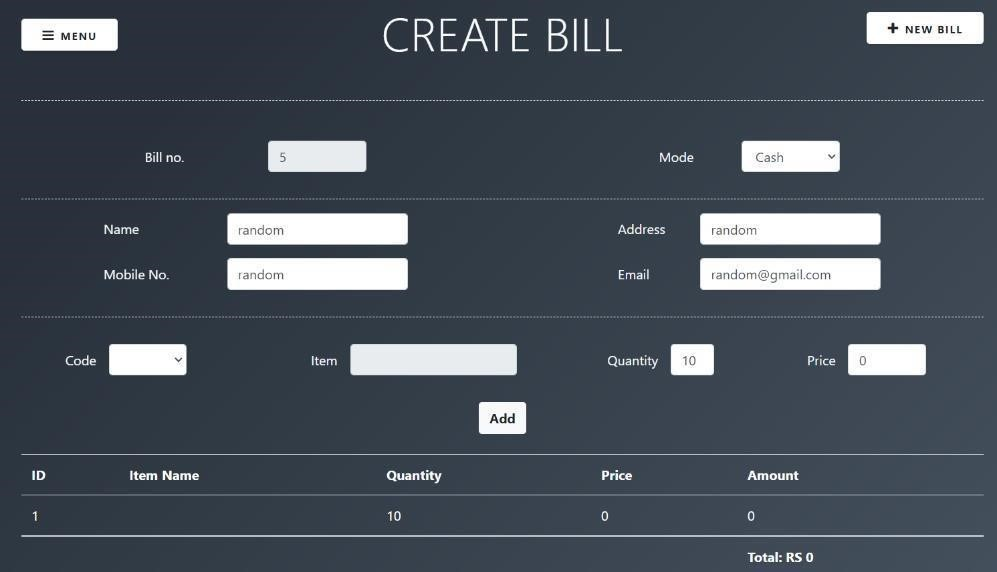 MENU CREATE BILL NEW BILL
Bill no. 5 Mode Cash
Name random Address random
Mobile No. random Email random@gmail.com
Code Item Quantity 10 Price 0
Add
ID Item Name Quantity Price Amount
1 10 0 0
Total: RS 0